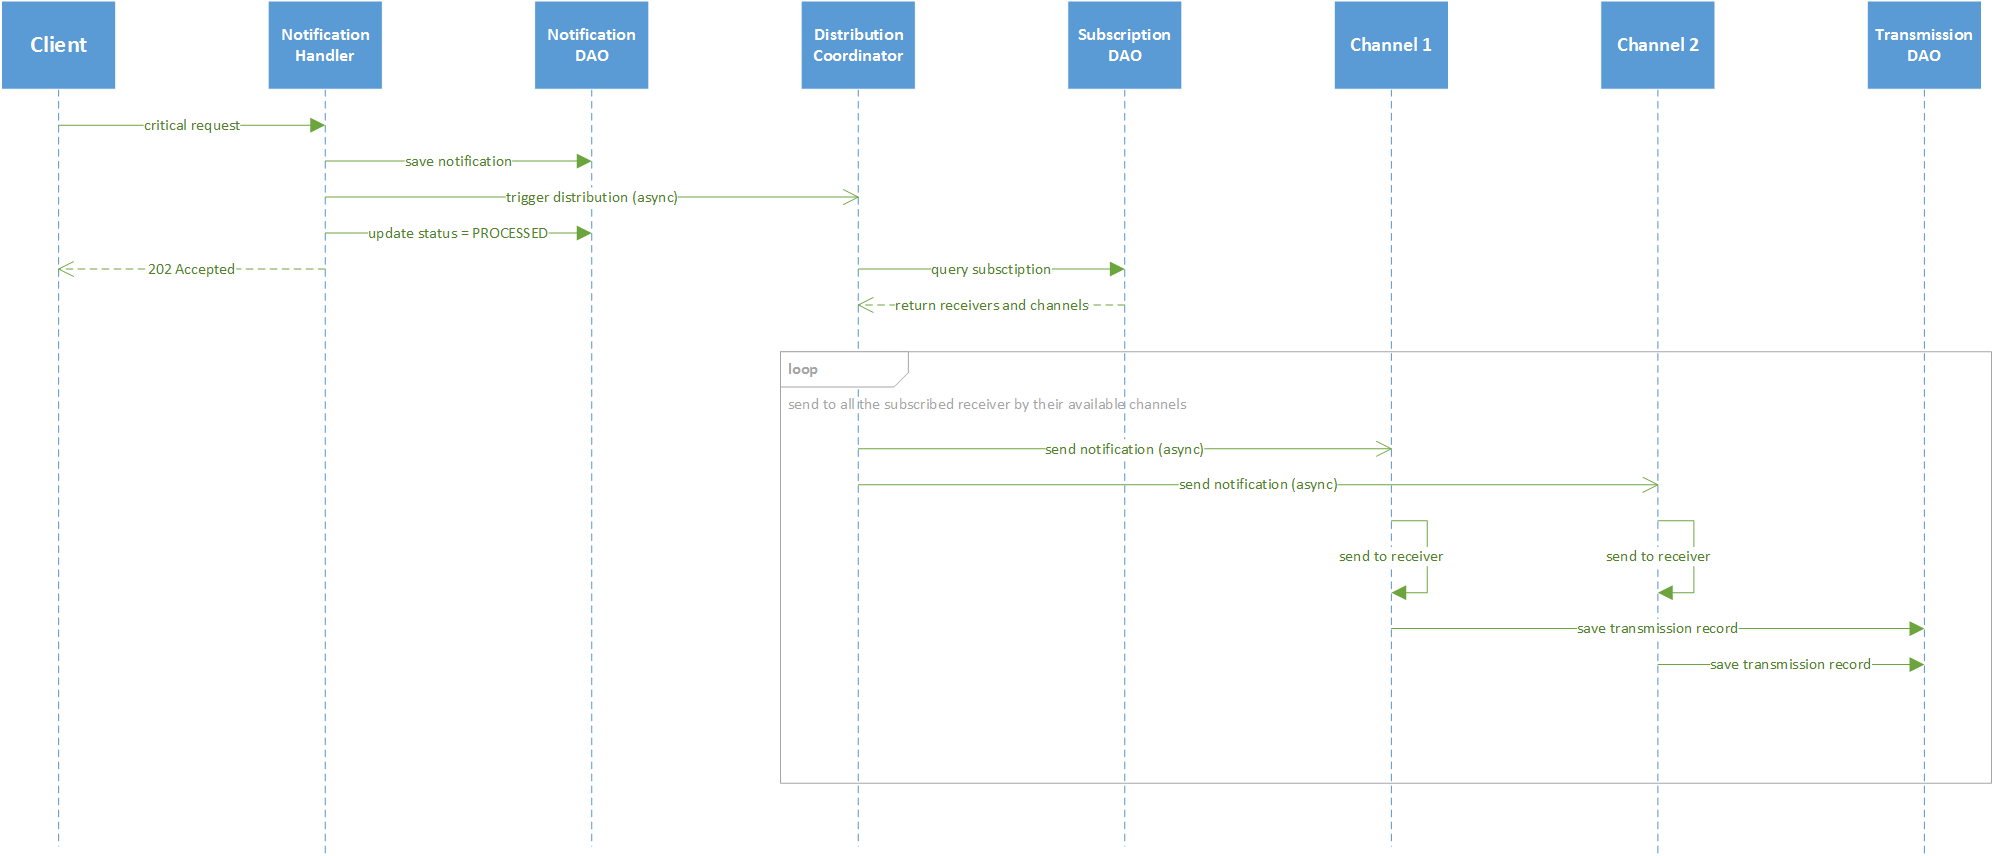 Client
Notification
Handler
Notification
DAO
Distribution
Coordinator
Subscription
DAO
Channel 1
Channel 2
Transmission
DAO
critical request
save notification
trigger distribution (async)
update status = PROCESSED
202 Accepted
query subsctiption
return receivers and channels
loop
send to all the subscribed receiver by their available channels
send notification (async)
send notification (async)
send to receiver
send to receiver
save transmission record
save transmission record